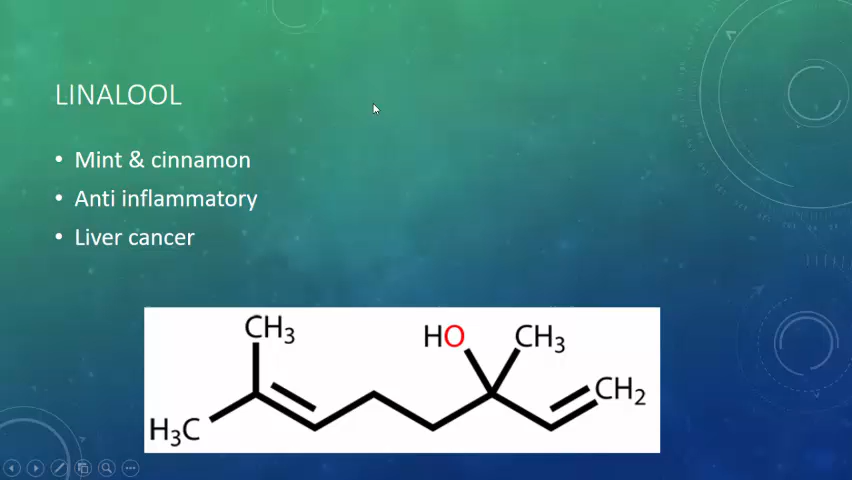 LINALOOL
• Mint & cinnamon
• Anti inflammatory
• Liver cancer
CH3
HO CH3
CH2
H3C